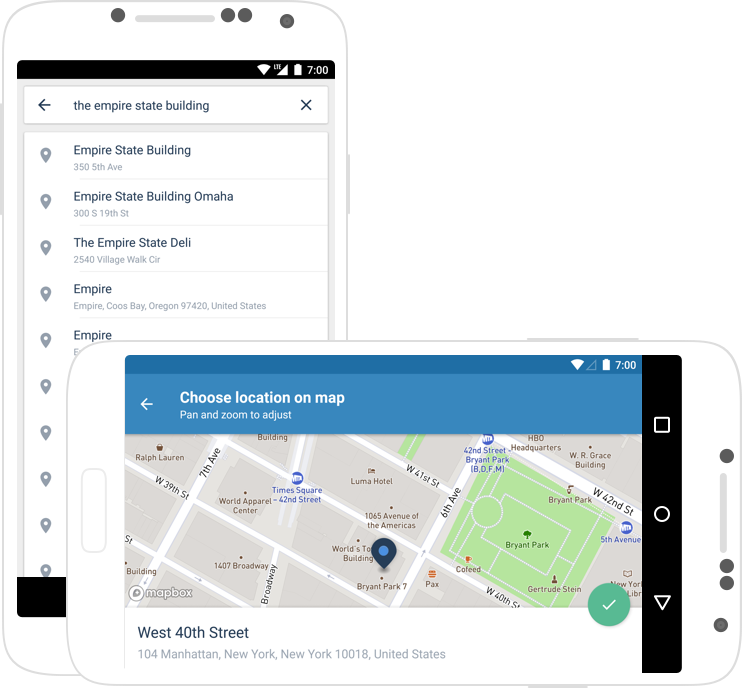 LTE 7:00
the empire state building
Empire State Building
350 5th Ave
Empire State Building Omaha
300 S 19th St
The Empire State Deli
2540 Village Walk Cir
Empire
Empire, Coos Bay, Oregon 97420, United States
Empire
7:00
Choose location on map
Pan and zoom to adjust
Building
Ralph Lauren
7th Ave
W 39th St
Times Square
– 42nd Street
World Apparel
Center
Luma Hotel
W 41st St
42nd Street -
Bryant Park
(B,D,F,M)
HBO
Headquarters
W. R. Grace
Building
6th Ave
Bryant Park
W 42nd St
5th Avenue
1065 Avenue of
the Americas
Bryant Park
World's To
Building
St
Building
1407 Broadway
Broadway
Bryant Park 7
Pax
Cofeed
W 40th St
Gertrude Stein
New York
mapbox
West 40th Street
104 Manhattan, New York, New York 10018, United States